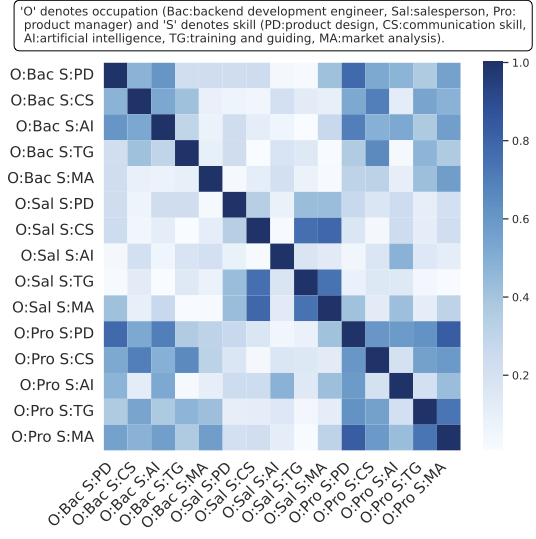 'O' denotes occupation (Bac:backend development engineer, Sal:salesperson, Pro:
product manager) and 'S' denotes skill (PD:product design, CS:communication skill,
AI:artificial intelligence, TG:training and guiding, MA:market analysis).
O:Bac S:PD
O:Bac S:CS
O:Bac S:AI
O:Bac S:TG
O:Bac S:MA
O:Sal S:PD
O:Sal S:CS
O:Sal S:AI
O:Sal S:TG
O:Sal S:MA
O:Pro S:PD
O:Pro S:CS
O:Pro S:AI
O:Pro S:TG
O:Pro S:MA
1.0
0.8
0.6
0.4
0.2
O:Bac S:PD
O:Bac S:CS
O:Bac S:AI
O:Bac S:TG
O:Bac S:MA
O:Sal S:PD
O:Sal S:CS
O:Sal S:AI
O:Sal S:TG
O:Sal S:MA
O:Pro S:PD
O:Pro S:CS
O:Pro S:AI
O:Pro S:TG
O:Pro S:MA